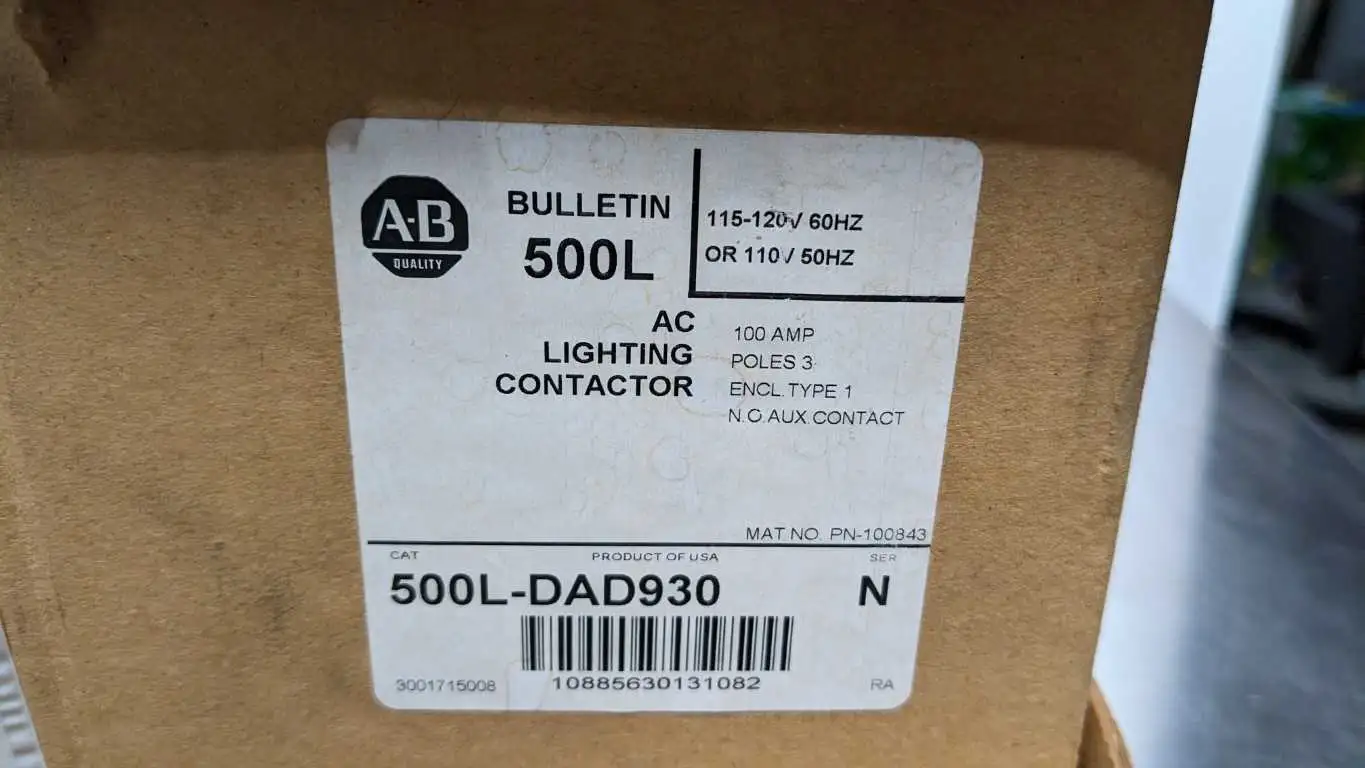 A-B
QUALITY
BULLETIN
500L
115-120V 60HZ
OR 110V 50HZ
AC
LIGHTING
CONTACTOR
100 AMP
POLES 3
ENCL.TYPE 1
N.O.AUX.CONTACT
MAT NO. PN-100843
CAT
PRODUCT OF USA
SER
500L-DAD930
N
10885630131082
3001715008
RA